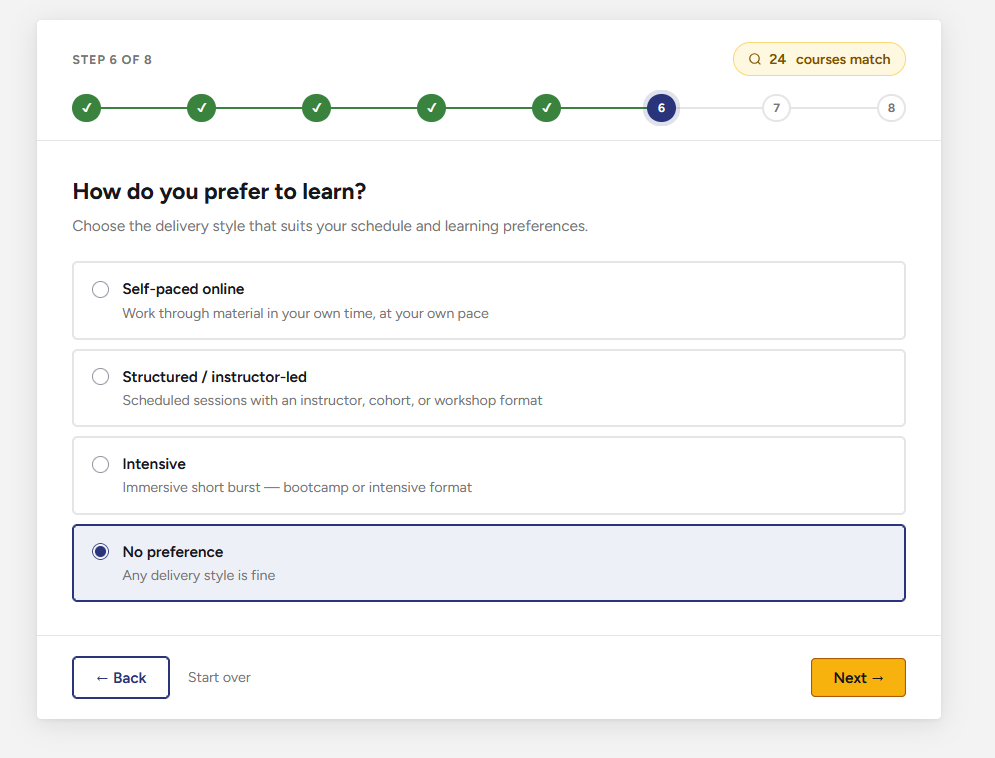 STEP 6 OF 8
24 courses match
✓ ✓ ✓ ✓ ✓ 6 7 8
How do you prefer to learn?
Choose the delivery style that suits your schedule and learning preferences.
Self-paced online
Work through material in your own time, at your own pace
Structured / instructor-led
Scheduled sessions with an instructor, cohort, or workshop format
Intensive
Immersive short burst — bootcamp or intensive format
No preference
Any delivery style is fine
← Back
Start over
Next →